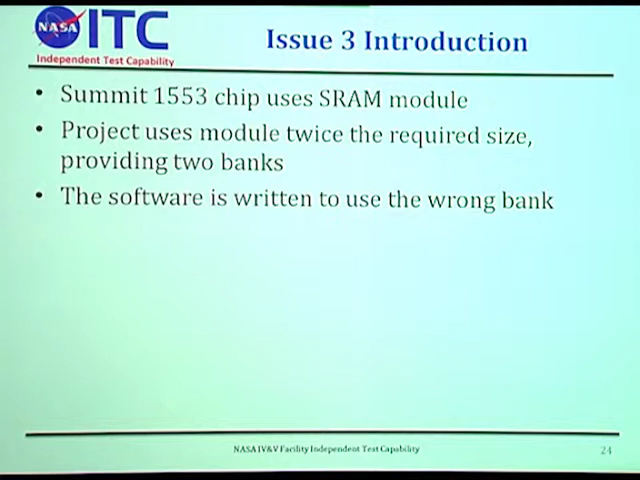 NASA
ITC
Independent Test Capability
Issue 3 Introduction
• Summit 1553 chip uses SRAM module
• Project uses module twice the required size,
providing two banks
• The software is written to use the wrong bank
NASA IV&V Facility Independent Test Capability
24